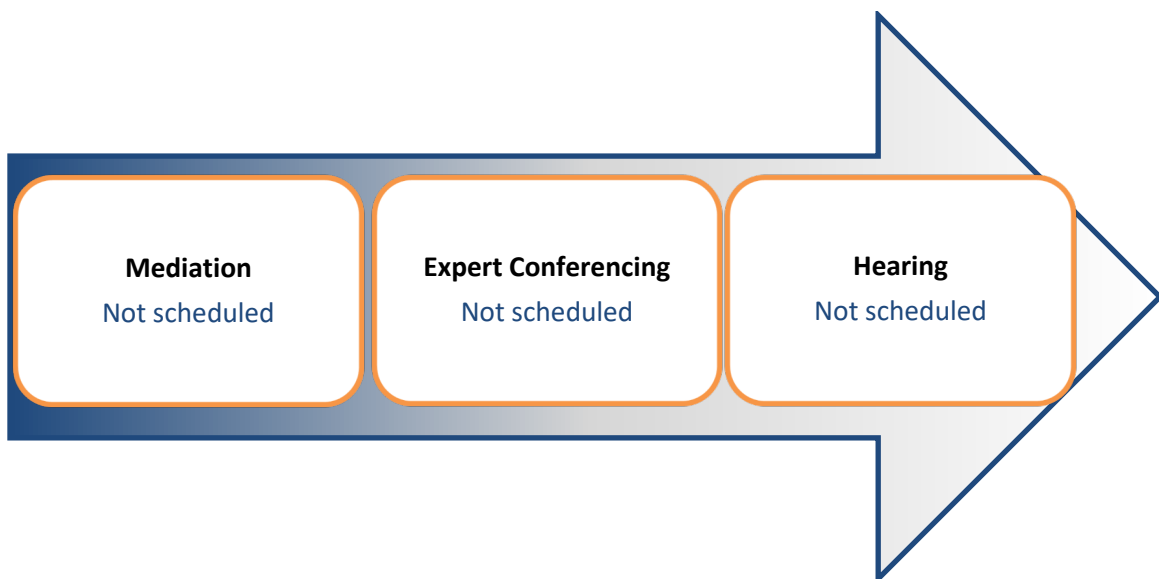 Mediation
Not scheduled
Expert Conferencing
Not scheduled
Hearing
Not scheduled